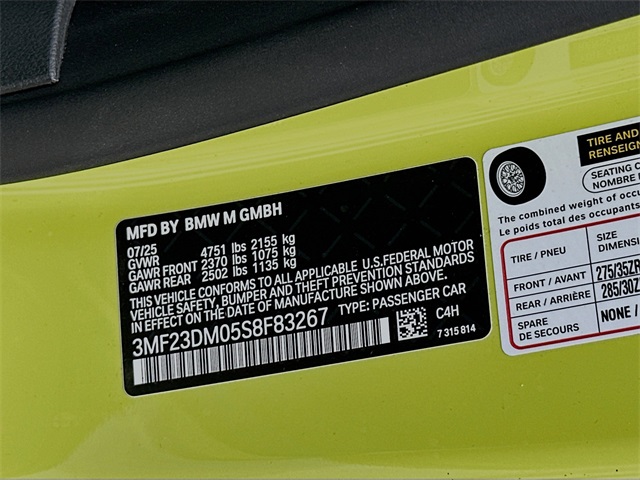 MFD BY BMW M GMBH
07/25
GVWR 4751 lbs 2155 kg
GAWR FRONT 2370 lbs 1075 kg
GAWR REAR 2502 lbs 1135 kg
THIS VEHICLE CONFORMS TO ALL APPLICABLE U.S. FEDERAL MOTOR
VEHICLE SAFETY, BUMPER AND THEFT PREVENTION STANDARDS
IN EFFECT ON THE DATE OF MANUFACTURE SHOWN ABOVE.
3MF23DM05S8F83267 TYPE: PASSENGER CAR
C4H
7 315 814
TIRE AND
RENSEIGN
SEATING
NOMBRE
The combined weight of occu
Le poids total des occupants
TIRE / PNEU
SIZE
DIMENSI
FRONT / AVANT 275/35ZR
REAR / ARRIÈRE 285/30Z
SPARE
DE SECOURS
NONE /